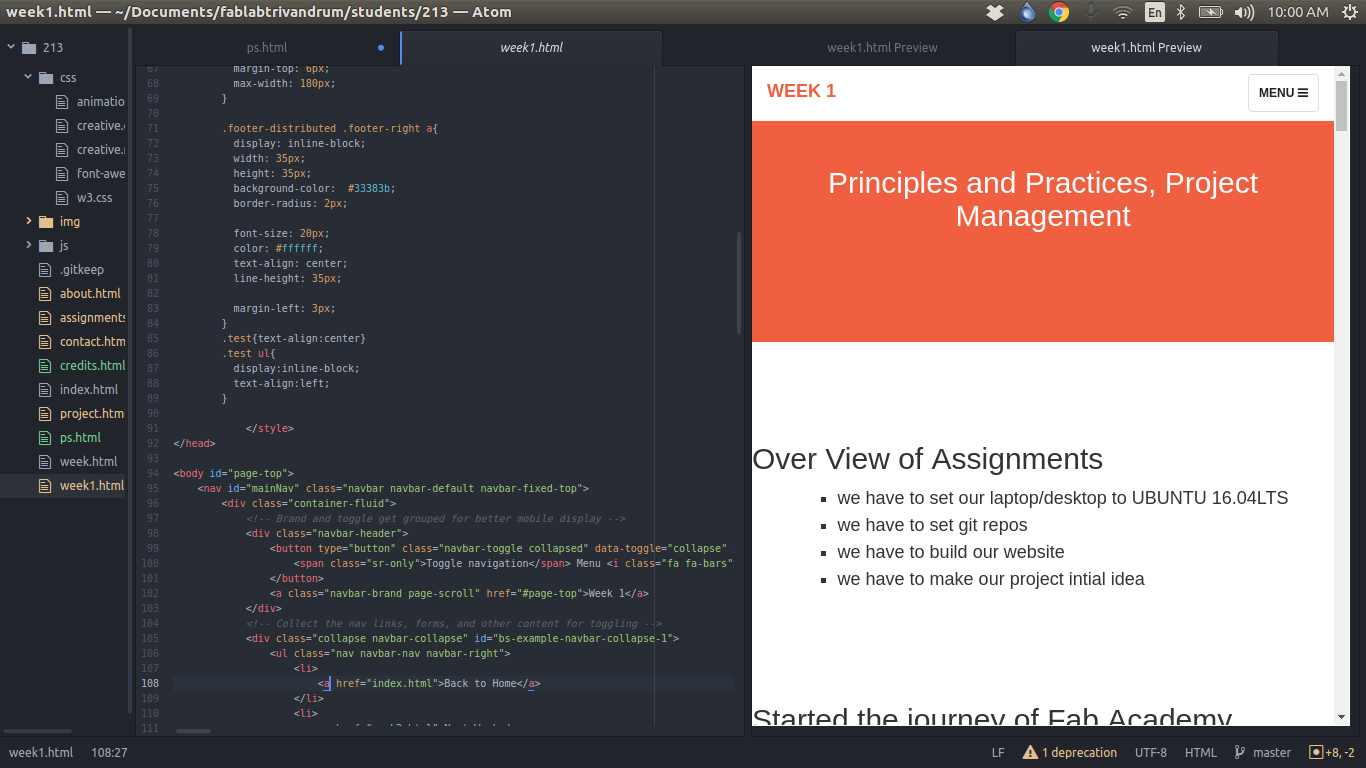 week1.html — ~/Documents/fablabtrivandrum/students/213 — Atom
En
10:00 AM
213
css
animatio
creative.
creative.
font-awe
w3.css
img
js
.gitkeep
about.html
assignments
contact.htm
credits.html
index.html
project.htm
ps.html
week.html
week1.html
ps.html
week1.html
week1.html Preview
week1.html Preview
67 margin-top: 6px;
68 max-width: 180px;
69 }
70
71 .footer-distributed .footer-right a{
72 display: inline-block;
73 width: 35px;
74 height: 35px;
75 background-color:  #33383b;
76 border-radius: 2px;
77
78 font-size: 20px;
79 color: #ffffff;
80 text-align: center;
81 line-height: 35px;
82
83 margin-left: 3px;
84 }
85 .test{text-align:center}
86 .test ul{
87 display:inline-block;
88 text-align:left;
89 }
90
91 </style>
92 </head>
93
94 <body id="page-top">
95 <nav id="mainNav" class="navbar navbar-default navbar-fixed-top">
96 <div class="container-fluid">
97 <!-- Brand and toggle get grouped for better mobile display -->
98 <div class="navbar-header">
99 <button type="button" class="navbar-toggle collapsed" data-toggle="collapse"
100 <span class="sr-only">Toggle navigation</span> Menu <i class="fa fa-bars"
101 </button>
102 <a class="navbar-brand page-scroll" href="#page-top">Week 1</a>
103 </div>
104 <!-- Collect the nav links, forms, and other content for toggling -->
105 <div class="collapse navbar-collapse" id="bs-example-navbar-collapse-1">
106 <ul class="nav navbar-nav navbar-right">
107 <li>
108 <a href="index.html">Back to Home</a>
109 </li>
110 <li>
111
WEEK 1
MENU
Principles and Practices, Project
Management
Over View of Assignments
we have to set our laptop/desktop to UBUNTU 16.04LTS
we have to set git repos
we have to build our website
we have to make our project intial idea
Started the journey of Fab Academy
week1.html 108:27
LF 1 deprecation UTF-8 HTML master +8, -2